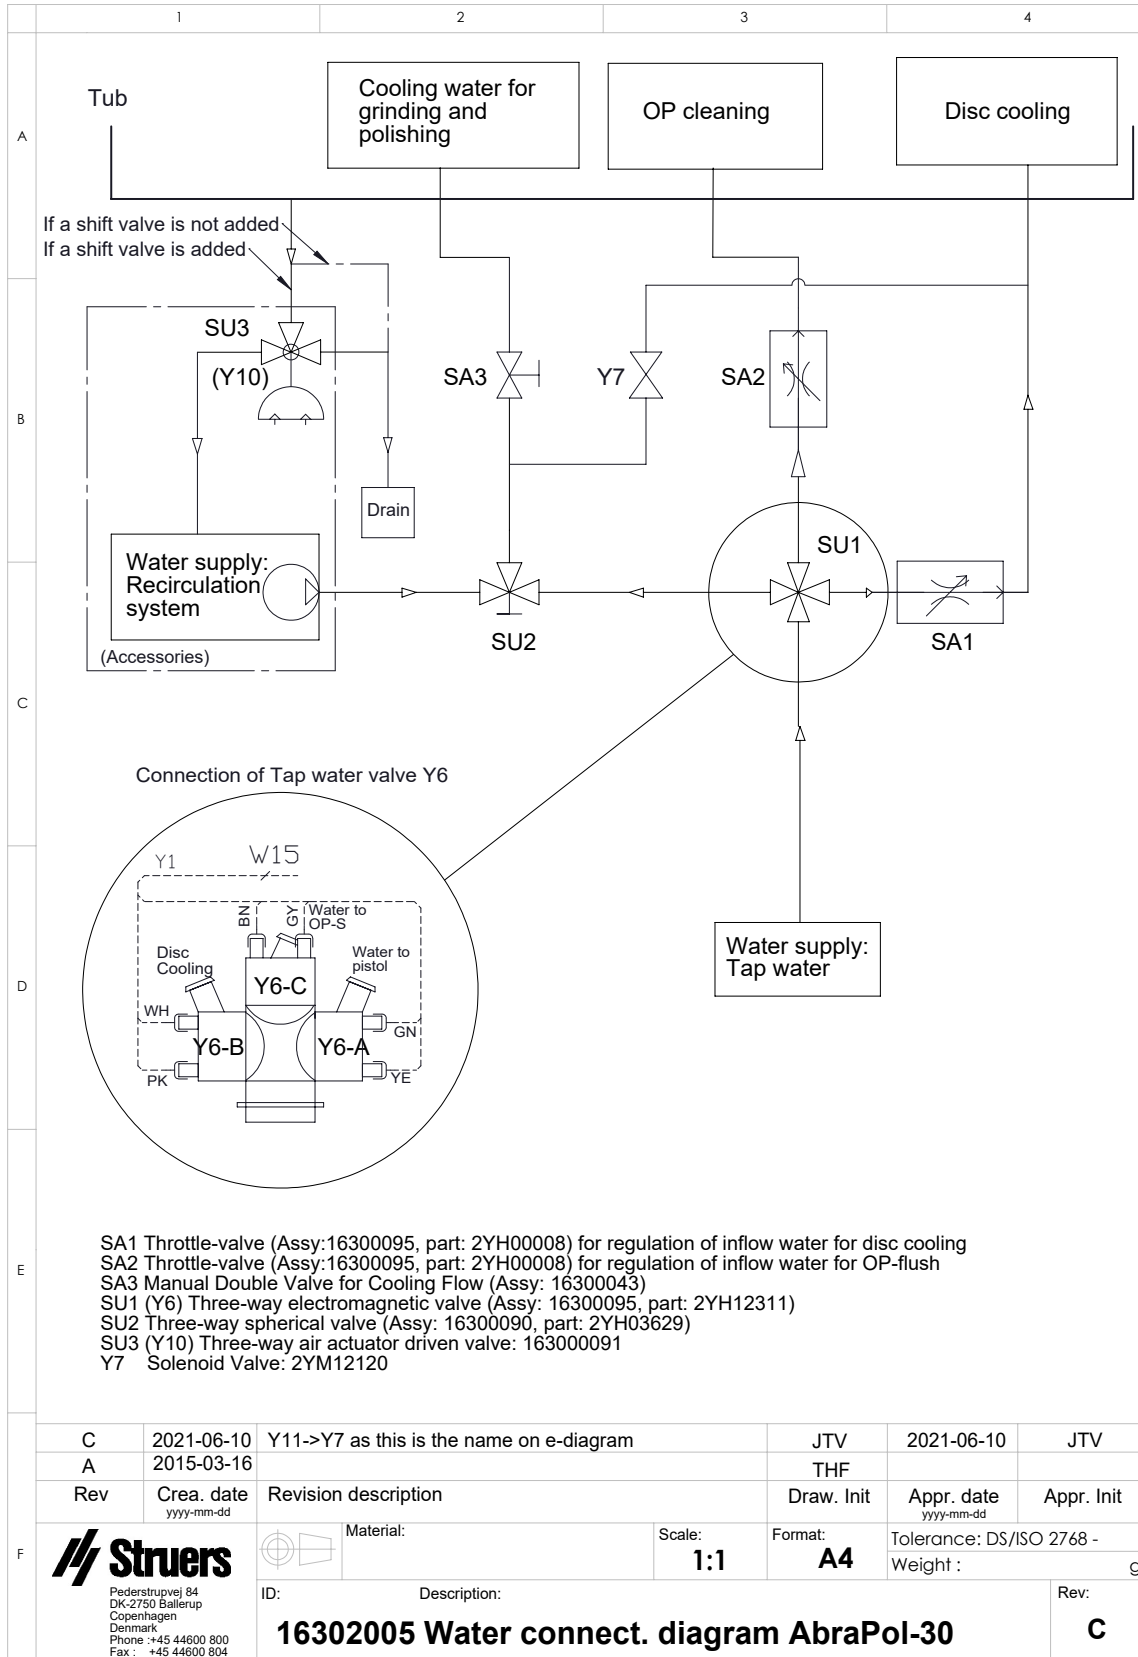 1 2 3 4
A
Tub
Cooling water for
grinding and
polishing
OP cleaning
Disc cooling
If a shift valve is not added
If a shift valve is added
B
SU3
(Y10)
SA3
Y7
SA2
Drain
SU1
Water supply:
Recirculation
system
(Accessories)
SU2
SA1
C
Connection of Tap water valve Y6
Y1
W15
BN
GY
Water to
OP-S
Disc
Cooling
Water to
pistol
Y6-C
WH
GN
Y6-B
Y6-A
PK
YE
D
Water supply:
Tap water
E
SA1 Throttle-valve (Assy:16300095, part: 2YH00008) for regulation of inflow water for disc cooling
SA2 Throttle-valve (Assy:16300095, part: 2YH00008) for regulation of inflow water for OP-flush
SA3 Manual Double Valve for Cooling Flow (Assy: 16300043)
SU1 (Y6) Three-way electromagnetic valve (Assy: 16300095, part: 2YH12311)
SU2 Three-way spherical valve (Assy: 16300090, part: 2YH03629)
SU3 (Y10) Three-way air actuator driven valve: 163000091
Y7 Solenoid Valve: 2YM12120
C 2021-06-10 Y11->Y7 as this is the name on e-diagram JTV 2021-06-10 JTV
A 2015-03-16 THF
Rev Crea. date Revision description Draw. Init Appr. date Appr. Init
yyyy-mm-dd yyyy-mm-dd
F
Struers
Pederstrupvej 84
DK-2750 Ballerup
Copenhagen
Denmark
Phone :+45 44600 800
Fax : +45 44600 804
Material:
Scale:
1:1
Format:
A4
Tolerance: DS/ISO 2768 -
Weight : g
ID: Description:
16302005 Water connect. diagram AbraPol-30
Rev:
C